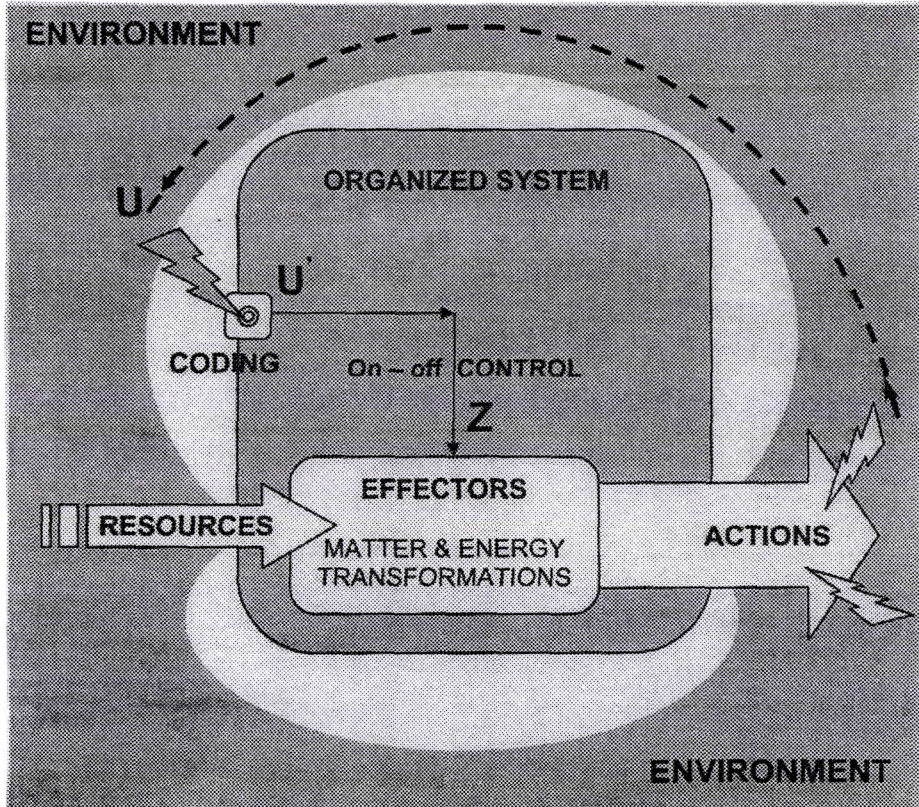 ENVIRONMENT
ORGANIZED SYSTEM
U
U'
CODING
On – off CONTROL
Z
EFFECTORS
RESOURCES
MATTER & ENERGY
TRANSFORMATIONS
ACTIONS
ENVIRONMENT